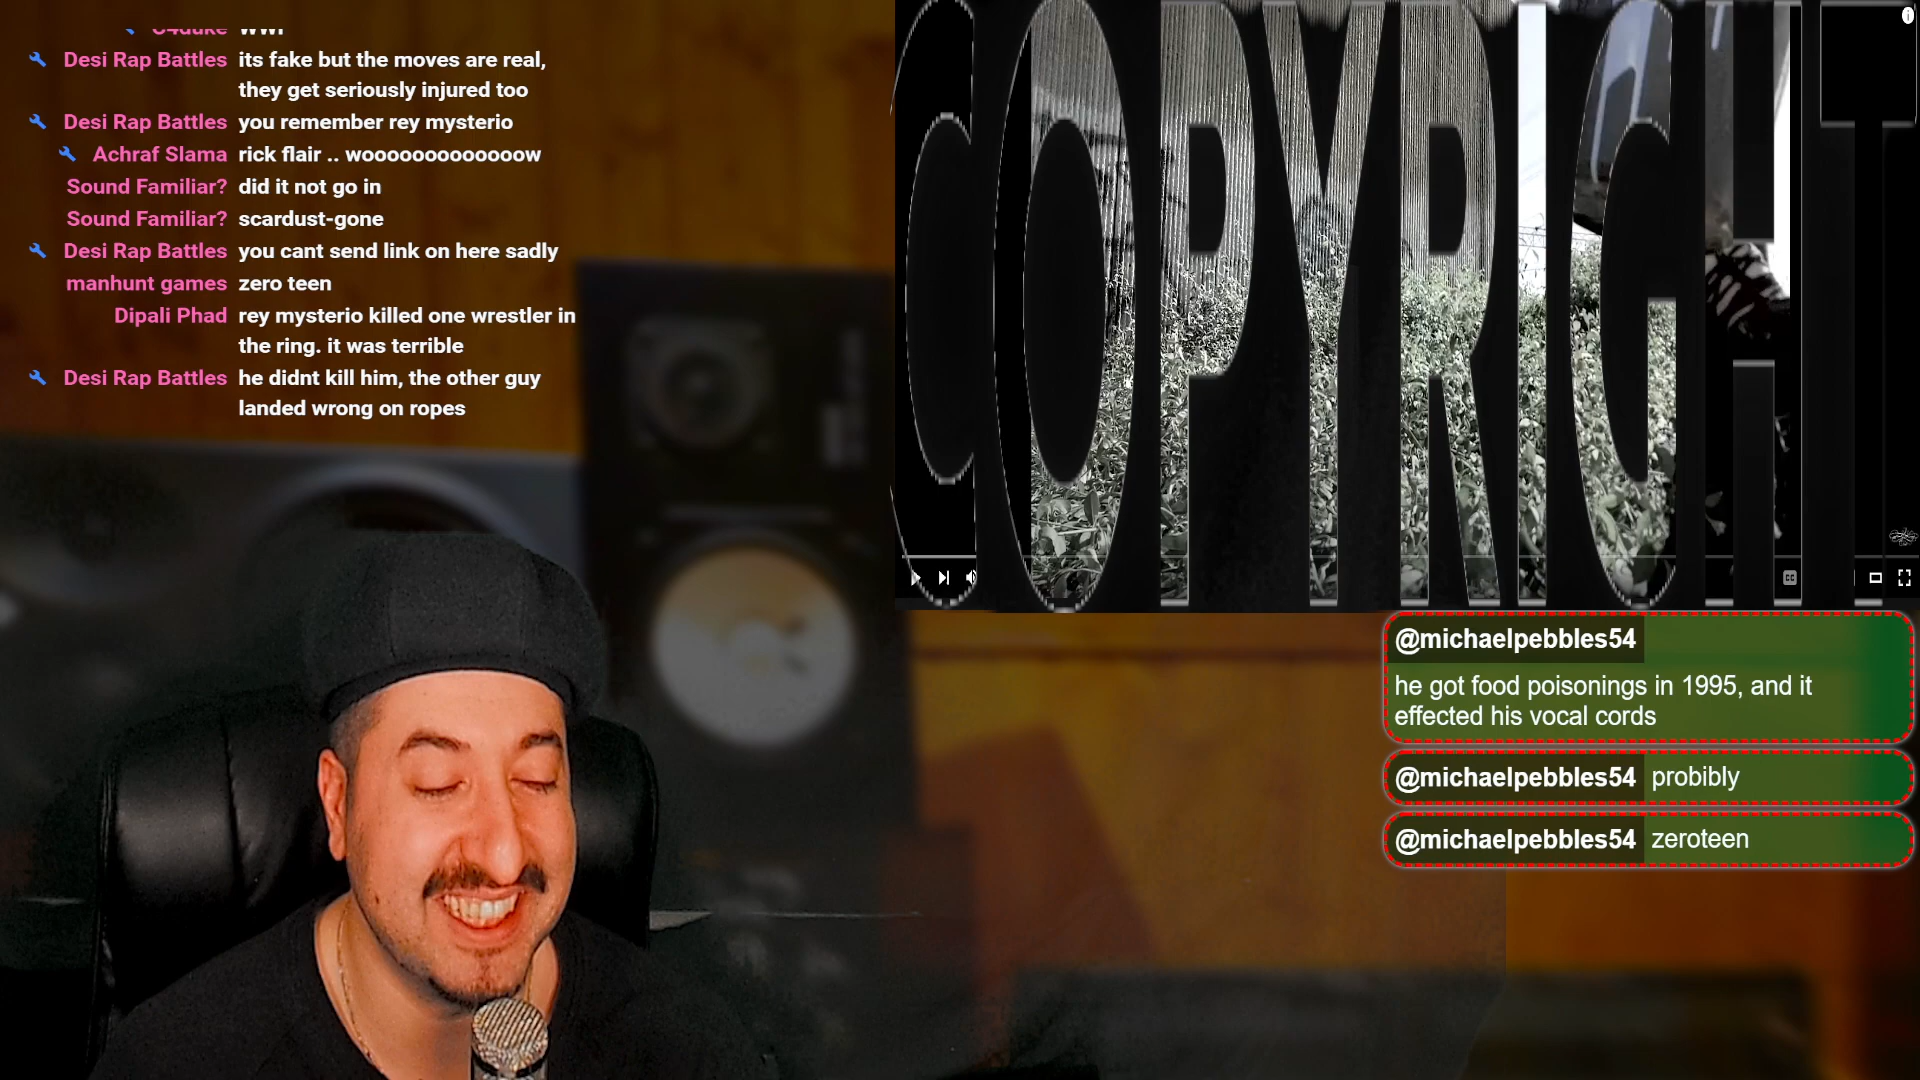 Desi Rap Battles its fake but the moves are real,
they get seriously injured too
Desi Rap Battles you remember rey mysterio
Achraf Slama rick flair .. wooooooooooooow
Sound Familiar? did it not go in
Sound Familiar? scardust-gone
Desi Rap Battles you cant send link on here sadly
manhunt games zero teen
Dipali Phad rey mysterio killed one wrestler in
the ring. it was terrible
Desi Rap Battles he didnt kill him, the other guy
landed wrong on ropes
COPYRIGHT
CC
@michaelpebbles54
he got food poisonings in 1995, and it
effected his vocal cords
@michaelpebbles54 probibly
@michaelpebbles54 zeroteen